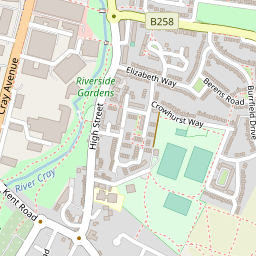 B258
Elizabeth Way
Berens Road
Riverside
Gardens
Cray Avenue
High Street
Crowhurst Way
Burrfield Drive
River Cray
Kent Road